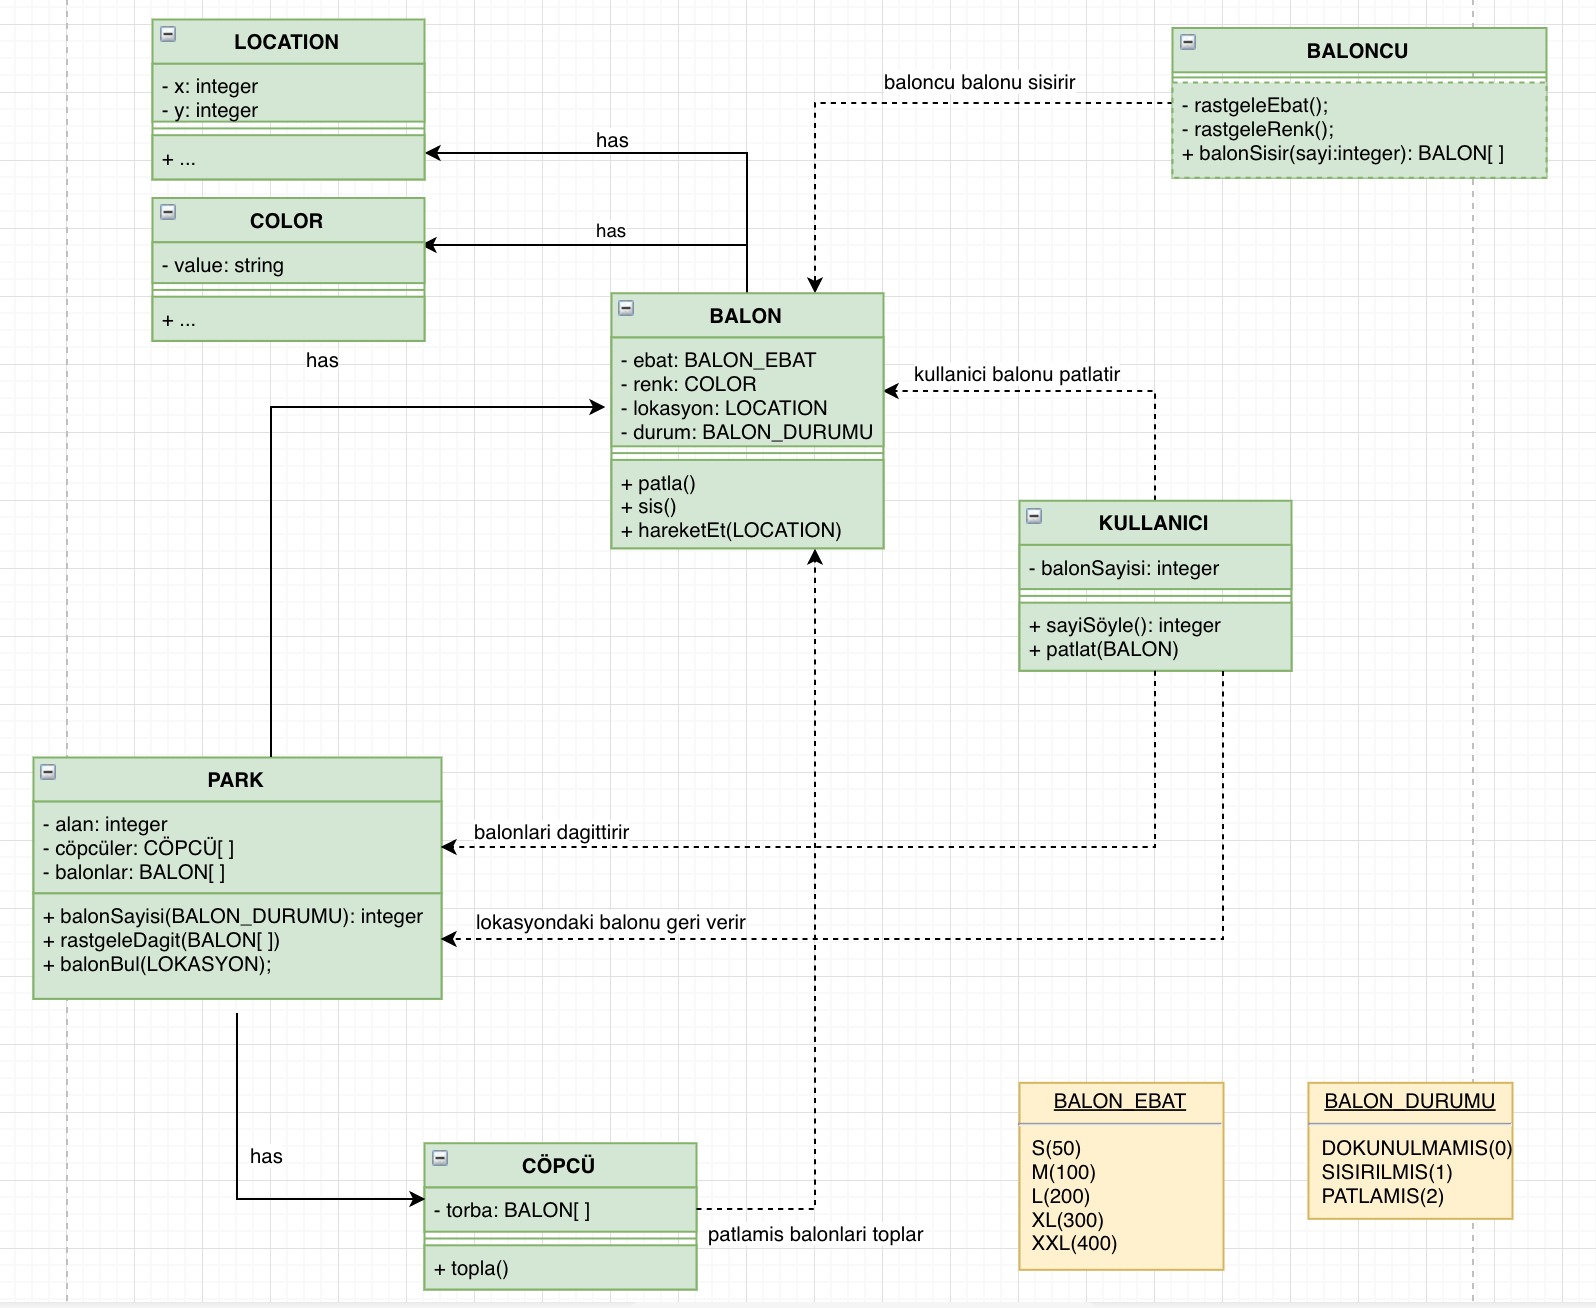 LOCATION
- x: integer
- y: integer
+ ...
COLOR
- value: string
+ ...
has
has
has
baloncu balonu sisirir
BALONCU
- rastgeleEbat();
- rastgeleRenk();
+ balonSisir(sayi:integer): BALON[ ]
BALON
- ebat: BALON_EBAT
- renk: COLOR
- lokasyon: LOCATION
- durum: BALON_DURUMU
+ patla()
+ sis()
+ hareketEt(LOCATION)
kullanici balonu patlatir
KULLANICI
- balonSayisi: integer
+ sayiSöyle(): integer
+ patlat(BALON)
PARK
- alan: integer
- cöpcüler: CÖPCÜ[ ]
- balonlar: BALON[ ]
+ balonSayisi(BALON_DURUMU): integer
+ rastgeleDagit(BALON[ ])
+ balonBul(LOKASYON);
balonlari dagittirir
lokasyondaki balonu geri verir
has
CÖPCÜ
- torba: BALON[ ]
+ topla()
patlamis balonlari toplar
BALON_EBAT
S(50)
M(100)
L(200)
XL(300)
XXL(400)
BALON_DURUMU
DOKUNULMAMIS(0)
SISIRILMIS(1)
PATLAMIS(2)